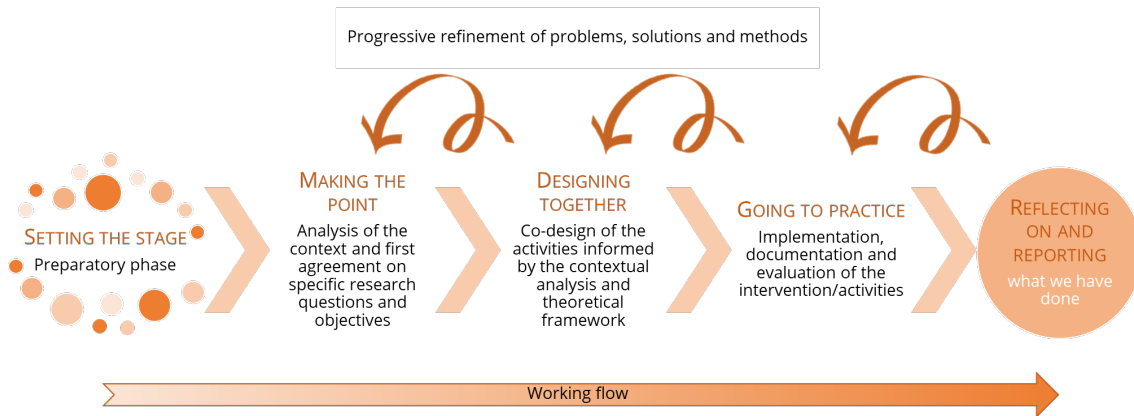 Progressive refinement of problems, solutions and methods
SETTING THE STAGE
Preparatory phase
MAKING THE
POINT
Analysis of the
context and first
agreement on
specific research
questions and
objectives
DESIGNING
TOGETHER
Co-design of the
activities informed
by the contextual
analysis and
theoretical
framework
GOING TO PRACTICE
Implementation,
documentation and
evaluation of the
intervention/activities
REFLECTING
ON AND
REPORTING
what we have
done
Working flow